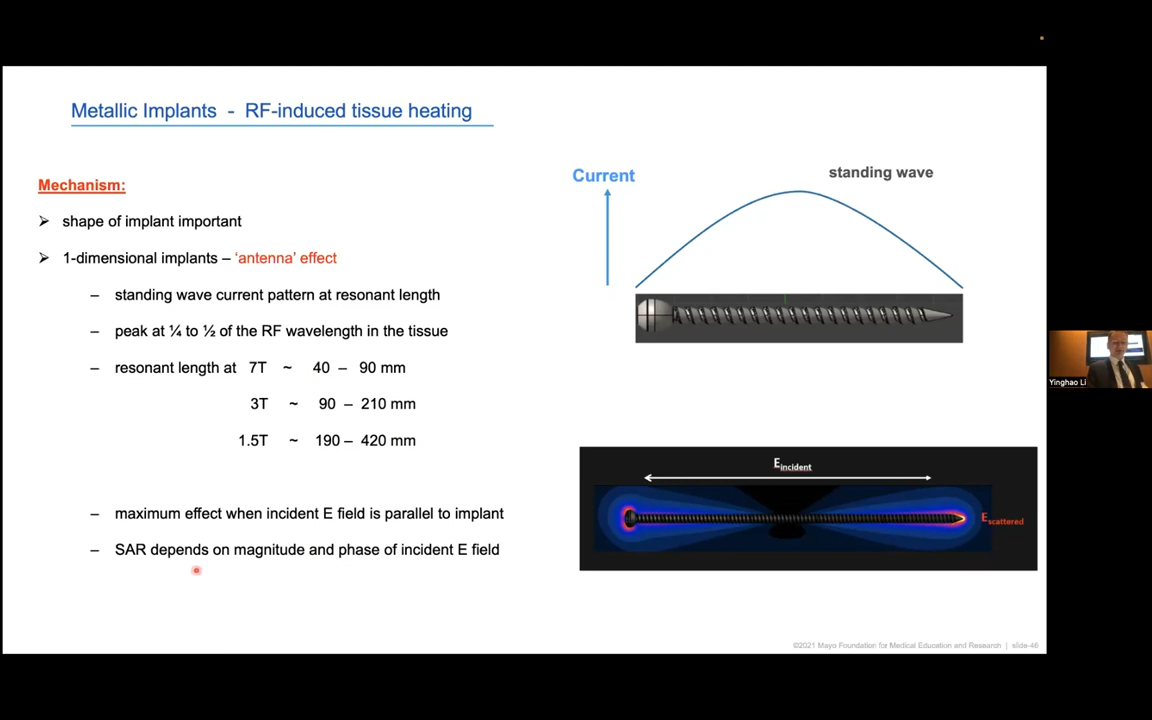 Metallic Implants - RF-induced tissue heating
Mechanism:
➢ shape of implant important
➢ 1-dimensional implants – 'antenna' effect
– standing wave current pattern at resonant length
– peak at ¼ to ½ of the RF wavelength in the tissue
– resonant length at 7T ~ 40 – 90 mm
3T ~ 90 – 210 mm
1.5T ~ 190 – 420 mm
– maximum effect when incident E field is parallel to implant
– SAR depends on magnitude and phase of incident E field
Current
standing wave
Eincident
Escattered
Yinghao Li
©2021 Mayo Foundation for Medical Education and Research | slide-46